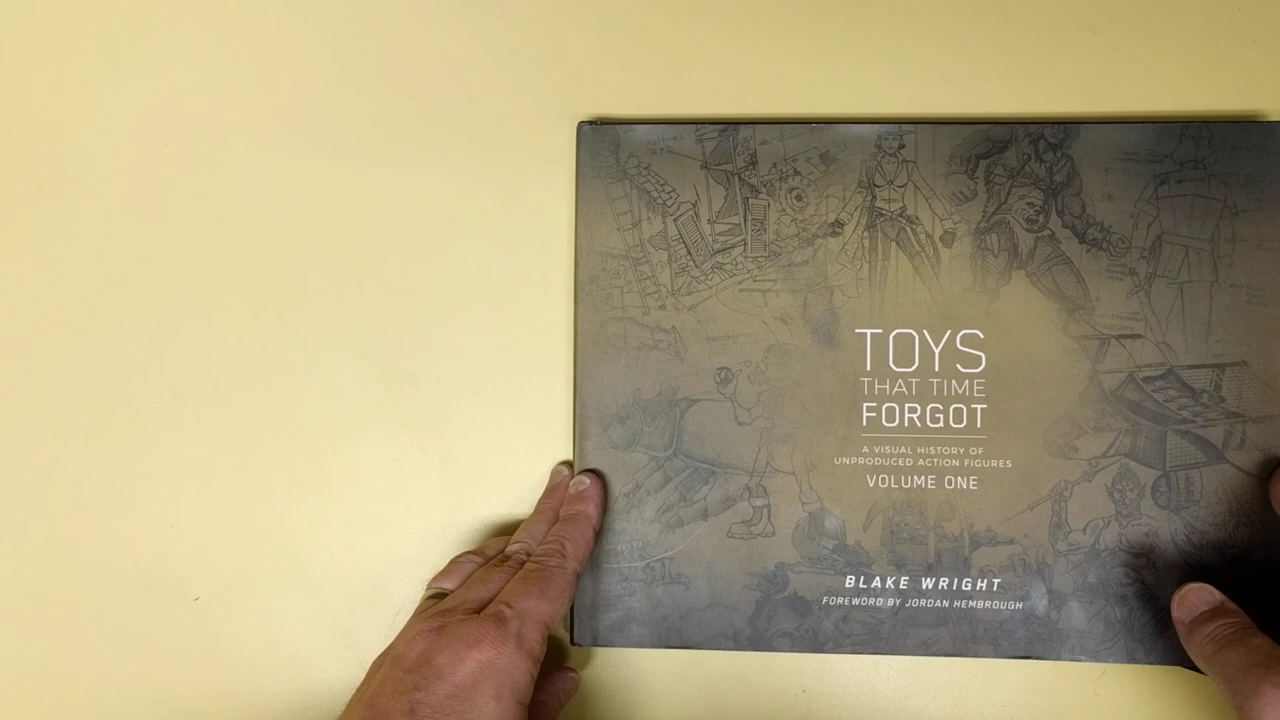 TOYS
THAT TIME
FORGOT
A VISUAL HISTORY OF
UNPRODUCED ACTION FIGURES
VOLUME ONE
BLAKE WRIGHT
FOREWORD BY JORDAN HEMBROUGH